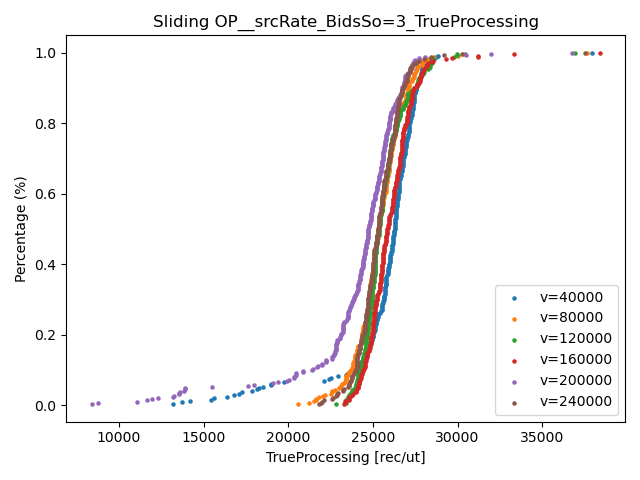 Sliding OP__srcRate_BidsSo=3_TrueProcessing
Percentage (%)
1.0
0.8
0.6
0.4
0.2
0.0
v=40000
v=80000
v=120000
v=160000
v=200000
v=240000
10000 15000 20000 25000 30000 35000
TrueProcessing [rec/ut]